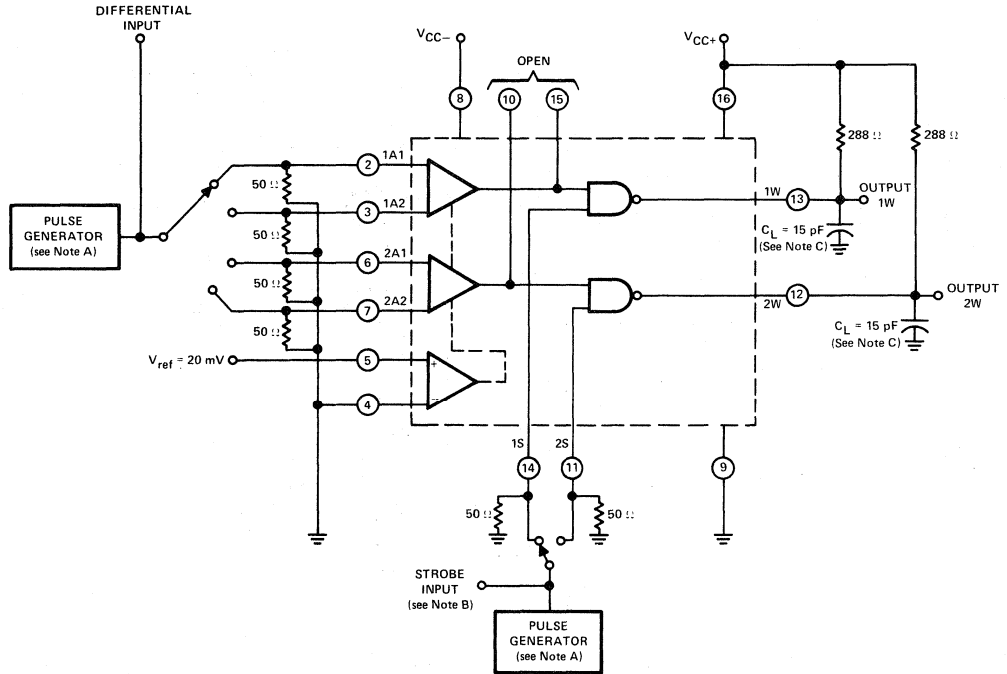 DIFFERENTIAL
INPUT
VCC−
VCC+
OPEN
8
10
15
16
288 Ω
288 Ω
2
1A1
50 Ω
3
1A2
50 Ω
PULSE
GENERATOR
(see Note A)
6
2A1
50 Ω
7
2A2
50 Ω
1W
13
OUTPUT
1W
CL = 15 pF
(See Note C)
2W
12
OUTPUT
2W
CL = 15 pF
(See Note C)
Vref = 20 mV
5
+
4
−
1S
2S
14
11
9
50 Ω
50 Ω
STROBE
INPUT
(see Note B)
PULSE
GENERATOR
(see Note A)